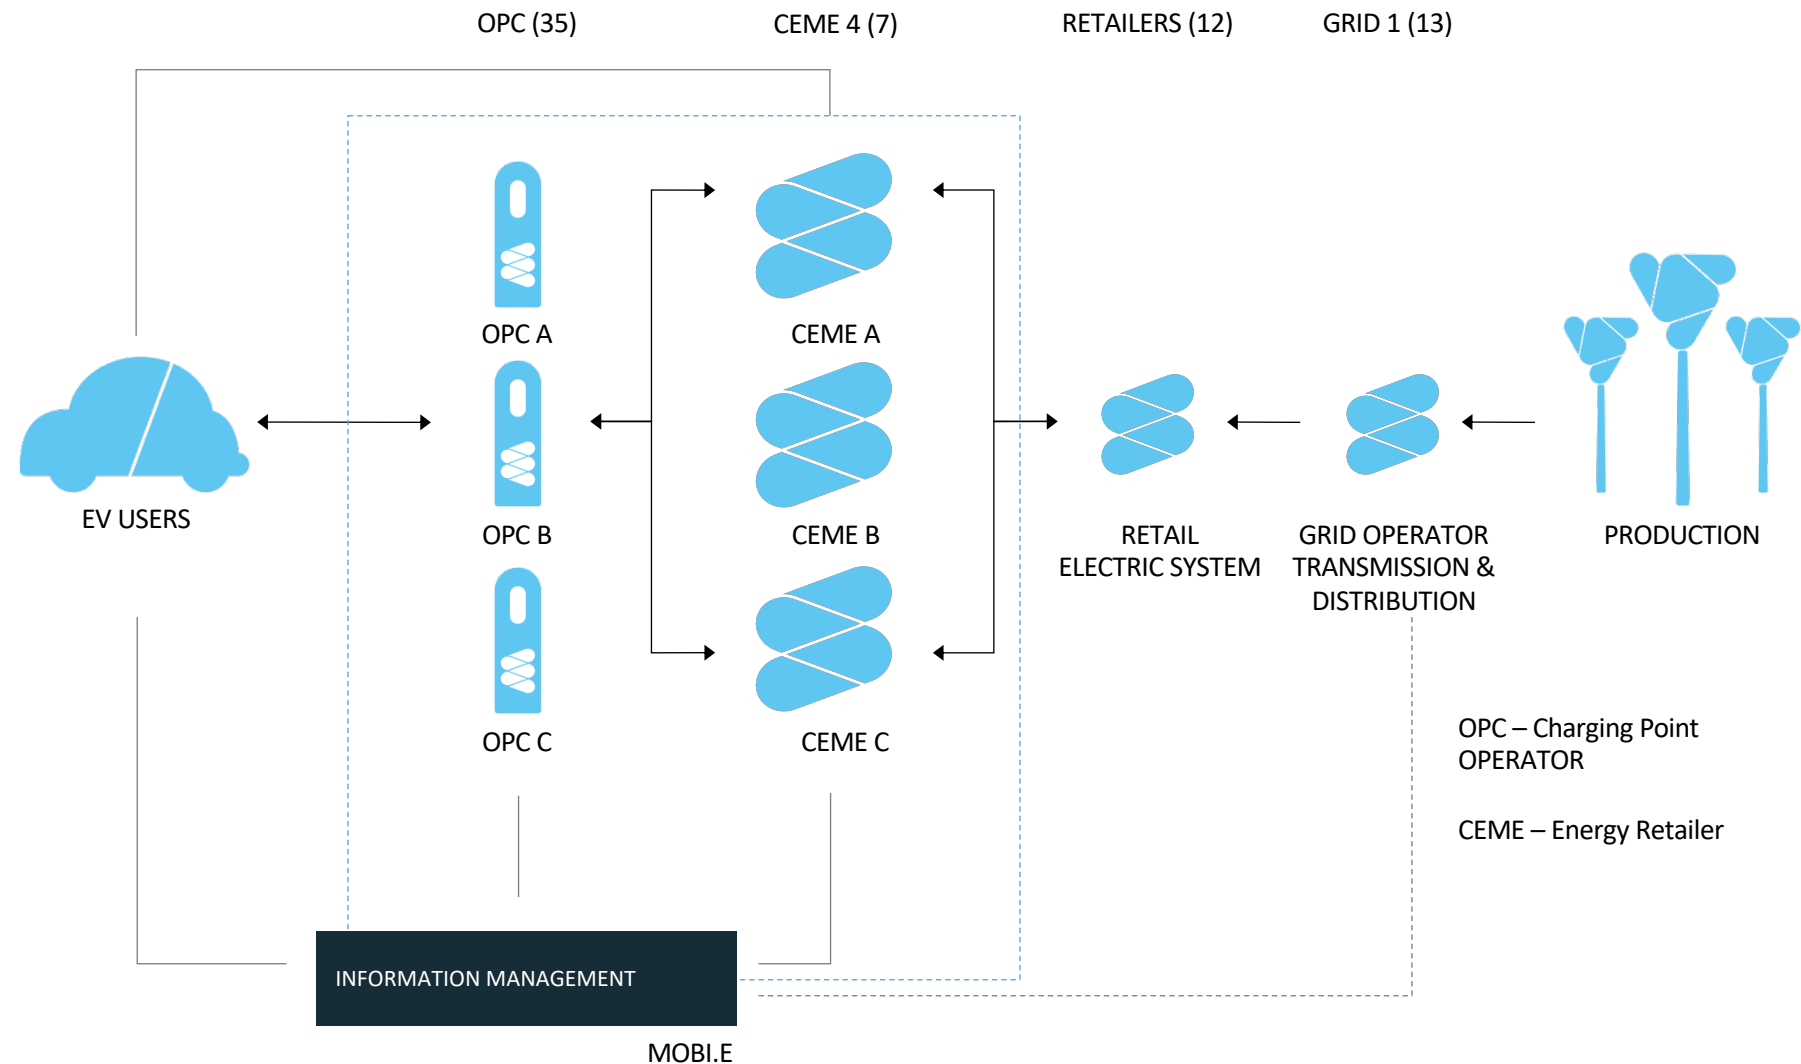 OPC (35)
CEME 4 (7)
RETAILERS (12)
GRID 1 (13)
OPC A
CEME A
EV USERS
OPC B
CEME B
RETAIL
ELECTRIC SYSTEM
GRID OPERATOR
TRANSMISSION &
DISTRIBUTION
PRODUCTION
OPC C
CEME C
OPC – Charging Point
OPERATOR
CEME – Energy Retailer
INFORMATION MANAGEMENT
MOBI.E